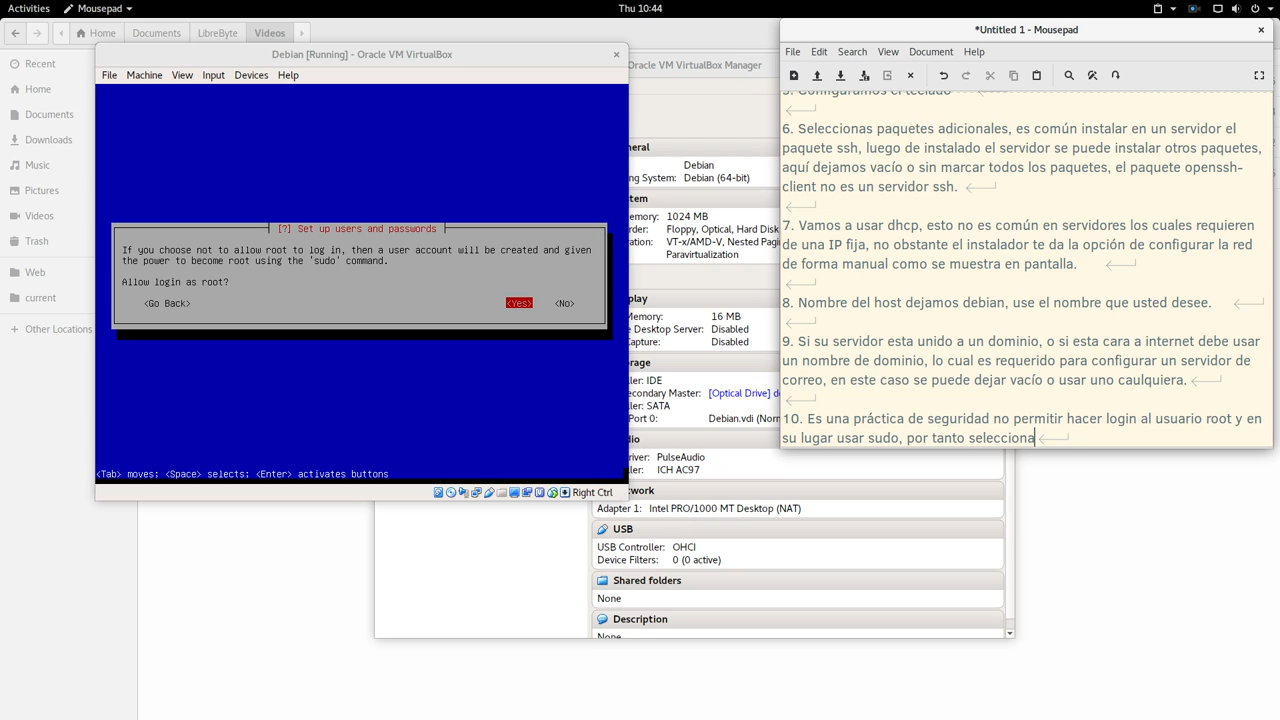 Activities
Mousepad
Thu 10:44
Home
Documents
LibreByte
Videos
Recent
Home
Documents
Downloads
Music
Pictures
Videos
Trash
Web
current
Other Locations
Debian [Running] - Oracle VM VirtualBox
File Machine View Input Devices Help
[?] Set up users and passwords
If you choose not to allow root to log in, then a user account will be created and given
the power to become root using the 'sudo' command.
Allow login as root?
<Go Back> <Yes> <No>
<Tab> moves; <Space> selects; <Enter> activates buttons
Right Ctrl
Oracle VM VirtualBox Manager
Debian
System: Debian (64-bit)
1024 MB
Floppy, Optical, Hard Disk
VT-x/AMD-V, Nested Pagi
Paravirtualization
16 MB
Desktop Server: Disabled
Capture: Disabled
IDE
[Optical Drive]
SATA
Port 0: Debian.vdi (Norm
PulseAudio
ICH AC97
Adapter 1: Intel PRO/1000 MT Desktop (NAT)
USB
USB Controller: OHCI
Device Filters: 0 (0 active)
Shared folders
None
Description
None
*Untitled 1 - Mousepad
File Edit Search View Document Help
5. Configuramos el teclado
6. Seleccionas paquetes adicionales, es común instalar en un servidor el
paquete ssh, luego de instalado el servidor se puede instalar otros paquetes,
aquí dejamos vacío o sin marcar todos los paquetes, el paquete openssh-
client no es un servidor ssh.
7. Vamos a usar dhcp, esto no es común en servidores los cuales requieren
de una IP fija, no obstante el instalador te da la opción de configurar la red
de forma manual como se muestra en pantalla.
8. Nombre del host dejamos debian, use el nombre que usted desee.
9. Si su servidor esta unido a un dominio, o si esta cara a internet debe usar
un nombre de dominio, lo cual es requerido para configurar un servidor de
correo, en este caso se puede dejar vacío o usar uno caulquiera.
10. Es una práctica de seguridad no permitir hacer login al usuario root y en
su lugar usar sudo, por tanto selecciona